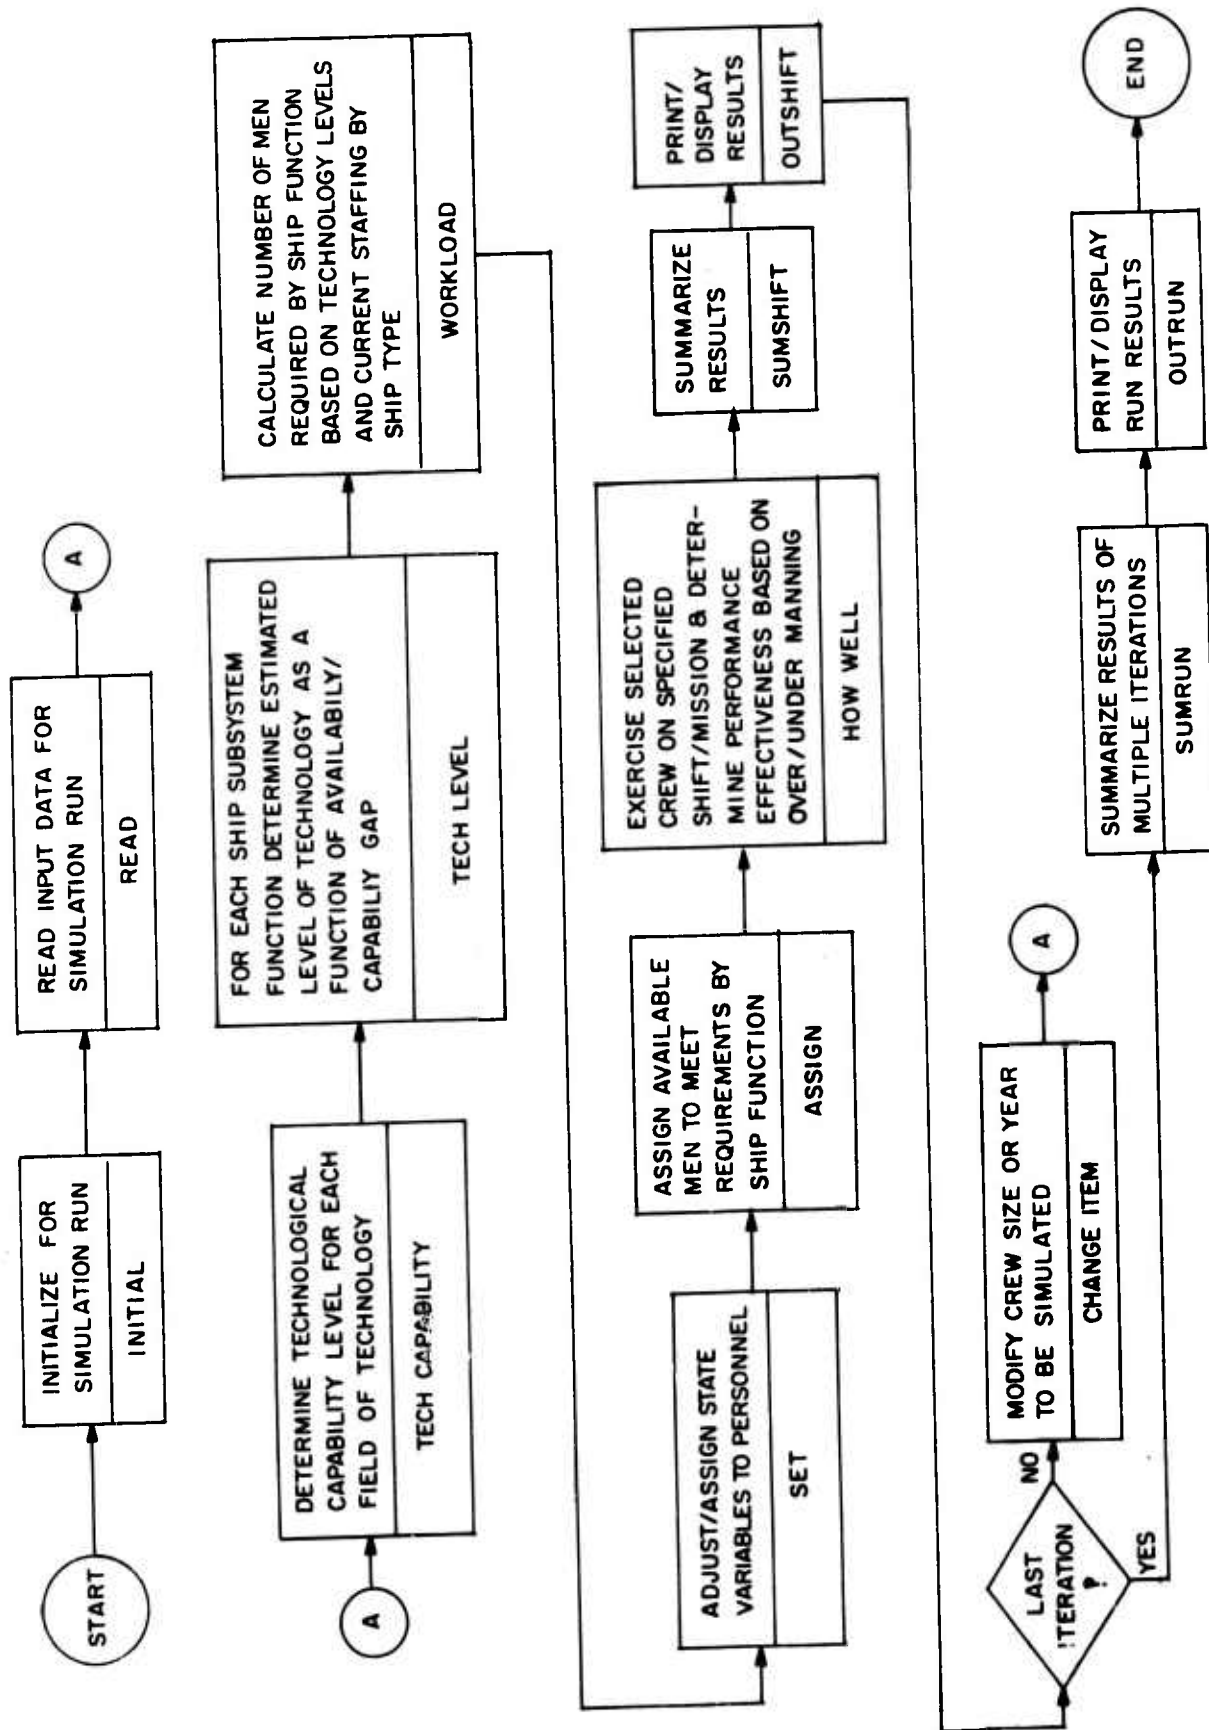 START
INITIALIZE FOR
SIMULATION RUN
INITIAL
READ INPUT DATA FOR
SIMULATION RUN
READ
A
A
DETERMINE TECHNOLOGICAL
CAPABILITY LEVEL FOR EACH
FIELD OF TECHNOLOGY
TECH CAPABILITY
FOR EACH SHIP SUBSYSTEM
FUNCTION DETERMINE ESTIMATED
LEVEL OF TECHNOLOGY AS A
FUNCTION OF AVAILABILY/
CAPABILIY GAP
TECH LEVEL
CALCULATE NUMBER OF MEN
REQUIRED BY SHIP FUNCTION
BASED ON TECHNOLOGY LEVELS
AND CURRENT STAFFING BY
SHIP TYPE
WORKLOAD
ADJUST/ASSIGN STATE
VARIABLES TO PERSONNEL
SET
ASSIGN AVAILABLE
MEN TO MEET
REQUIREMENTS BY
SHIP FUNCTION
ASSIGN
EXERCISE SELECTED
CREW ON SPECIFIED
SHIFT/MISSION & DETER-
MINE PERFORMANCE
EFFECTIVENESS BASED ON
OVER/UNDER MANNING
HOW WELL
SUMMARIZE
RESULTS
SUMSHIFT
PRINT/
DISPLAY
RESULTS
OUTSHIFT
LAST
ITERATION
?
NO
YES
MODIFY CREW SIZE OR YEAR
TO BE SIMULATED
CHANGE ITEM
A
SUMMARIZE RESULTS OF
MULTIPLE ITERATIONS
SUMRUN
PRINT/DISPLAY
RUN RESULTS
OUTRUN
END